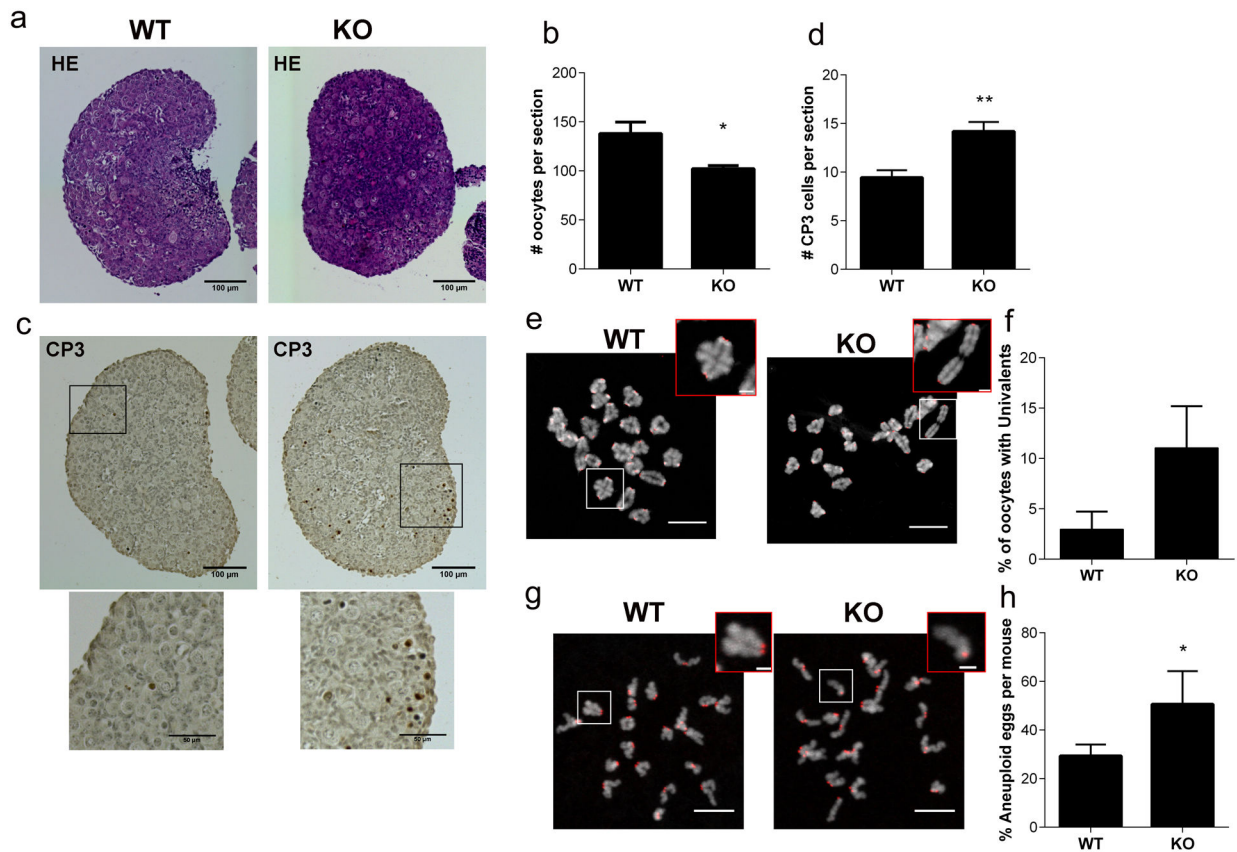 a
WT
KO
HE
HE
100 µm
100 µm
b
# oocytes per section
200
150
100
50
0
*
WT
KO
d
# CP3 cells per section
20
15
10
5
0
**
WT
KO
c
CP3
CP3
100 µm
100 µm
50 µm
50 µm
e
WT
KO
f
% of oocytes with Univalents
20
15
10
5
0
WT
KO
g
WT
KO
h
% Aneuploid eggs per mouse
80
60
40
20
0
*
WT
KO